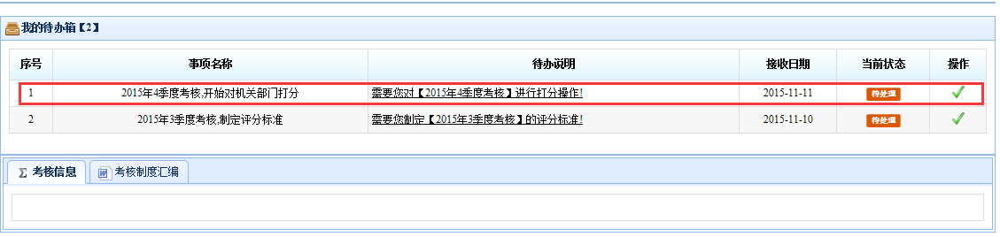 我的待办箱【2】
序号 事项名称 待办说明 接收日期 当前状态 操作
1 2015年4季度考核,开始对机关部门打分 需要您对【2015年4季度考核】进行打分操作! 2015-11-11 待处理
2 2015年3季度考核,制定评分标准 需要您制定【2015年3季度考核】的评分标准! 2015-11-10 待处理
Σ 考核信息 W 考核制度汇编